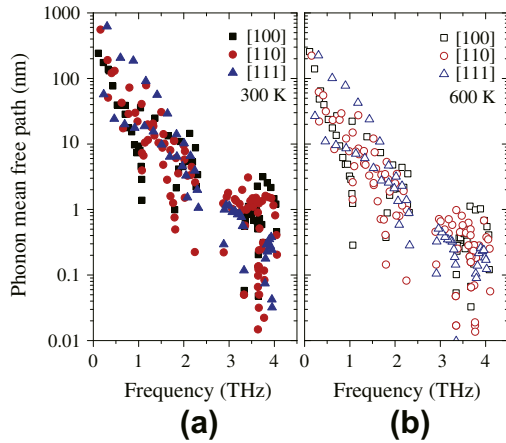 Phonon mean free path (nm)
1000
100
10
1
0.1
0.01
[100]
[110]
[111]
300 K
[100]
[110]
[111]
600 K
0 1 2 3 4
0 1 2 3 4
Frequency (THz)
Frequency (THz)
(a)
(b)